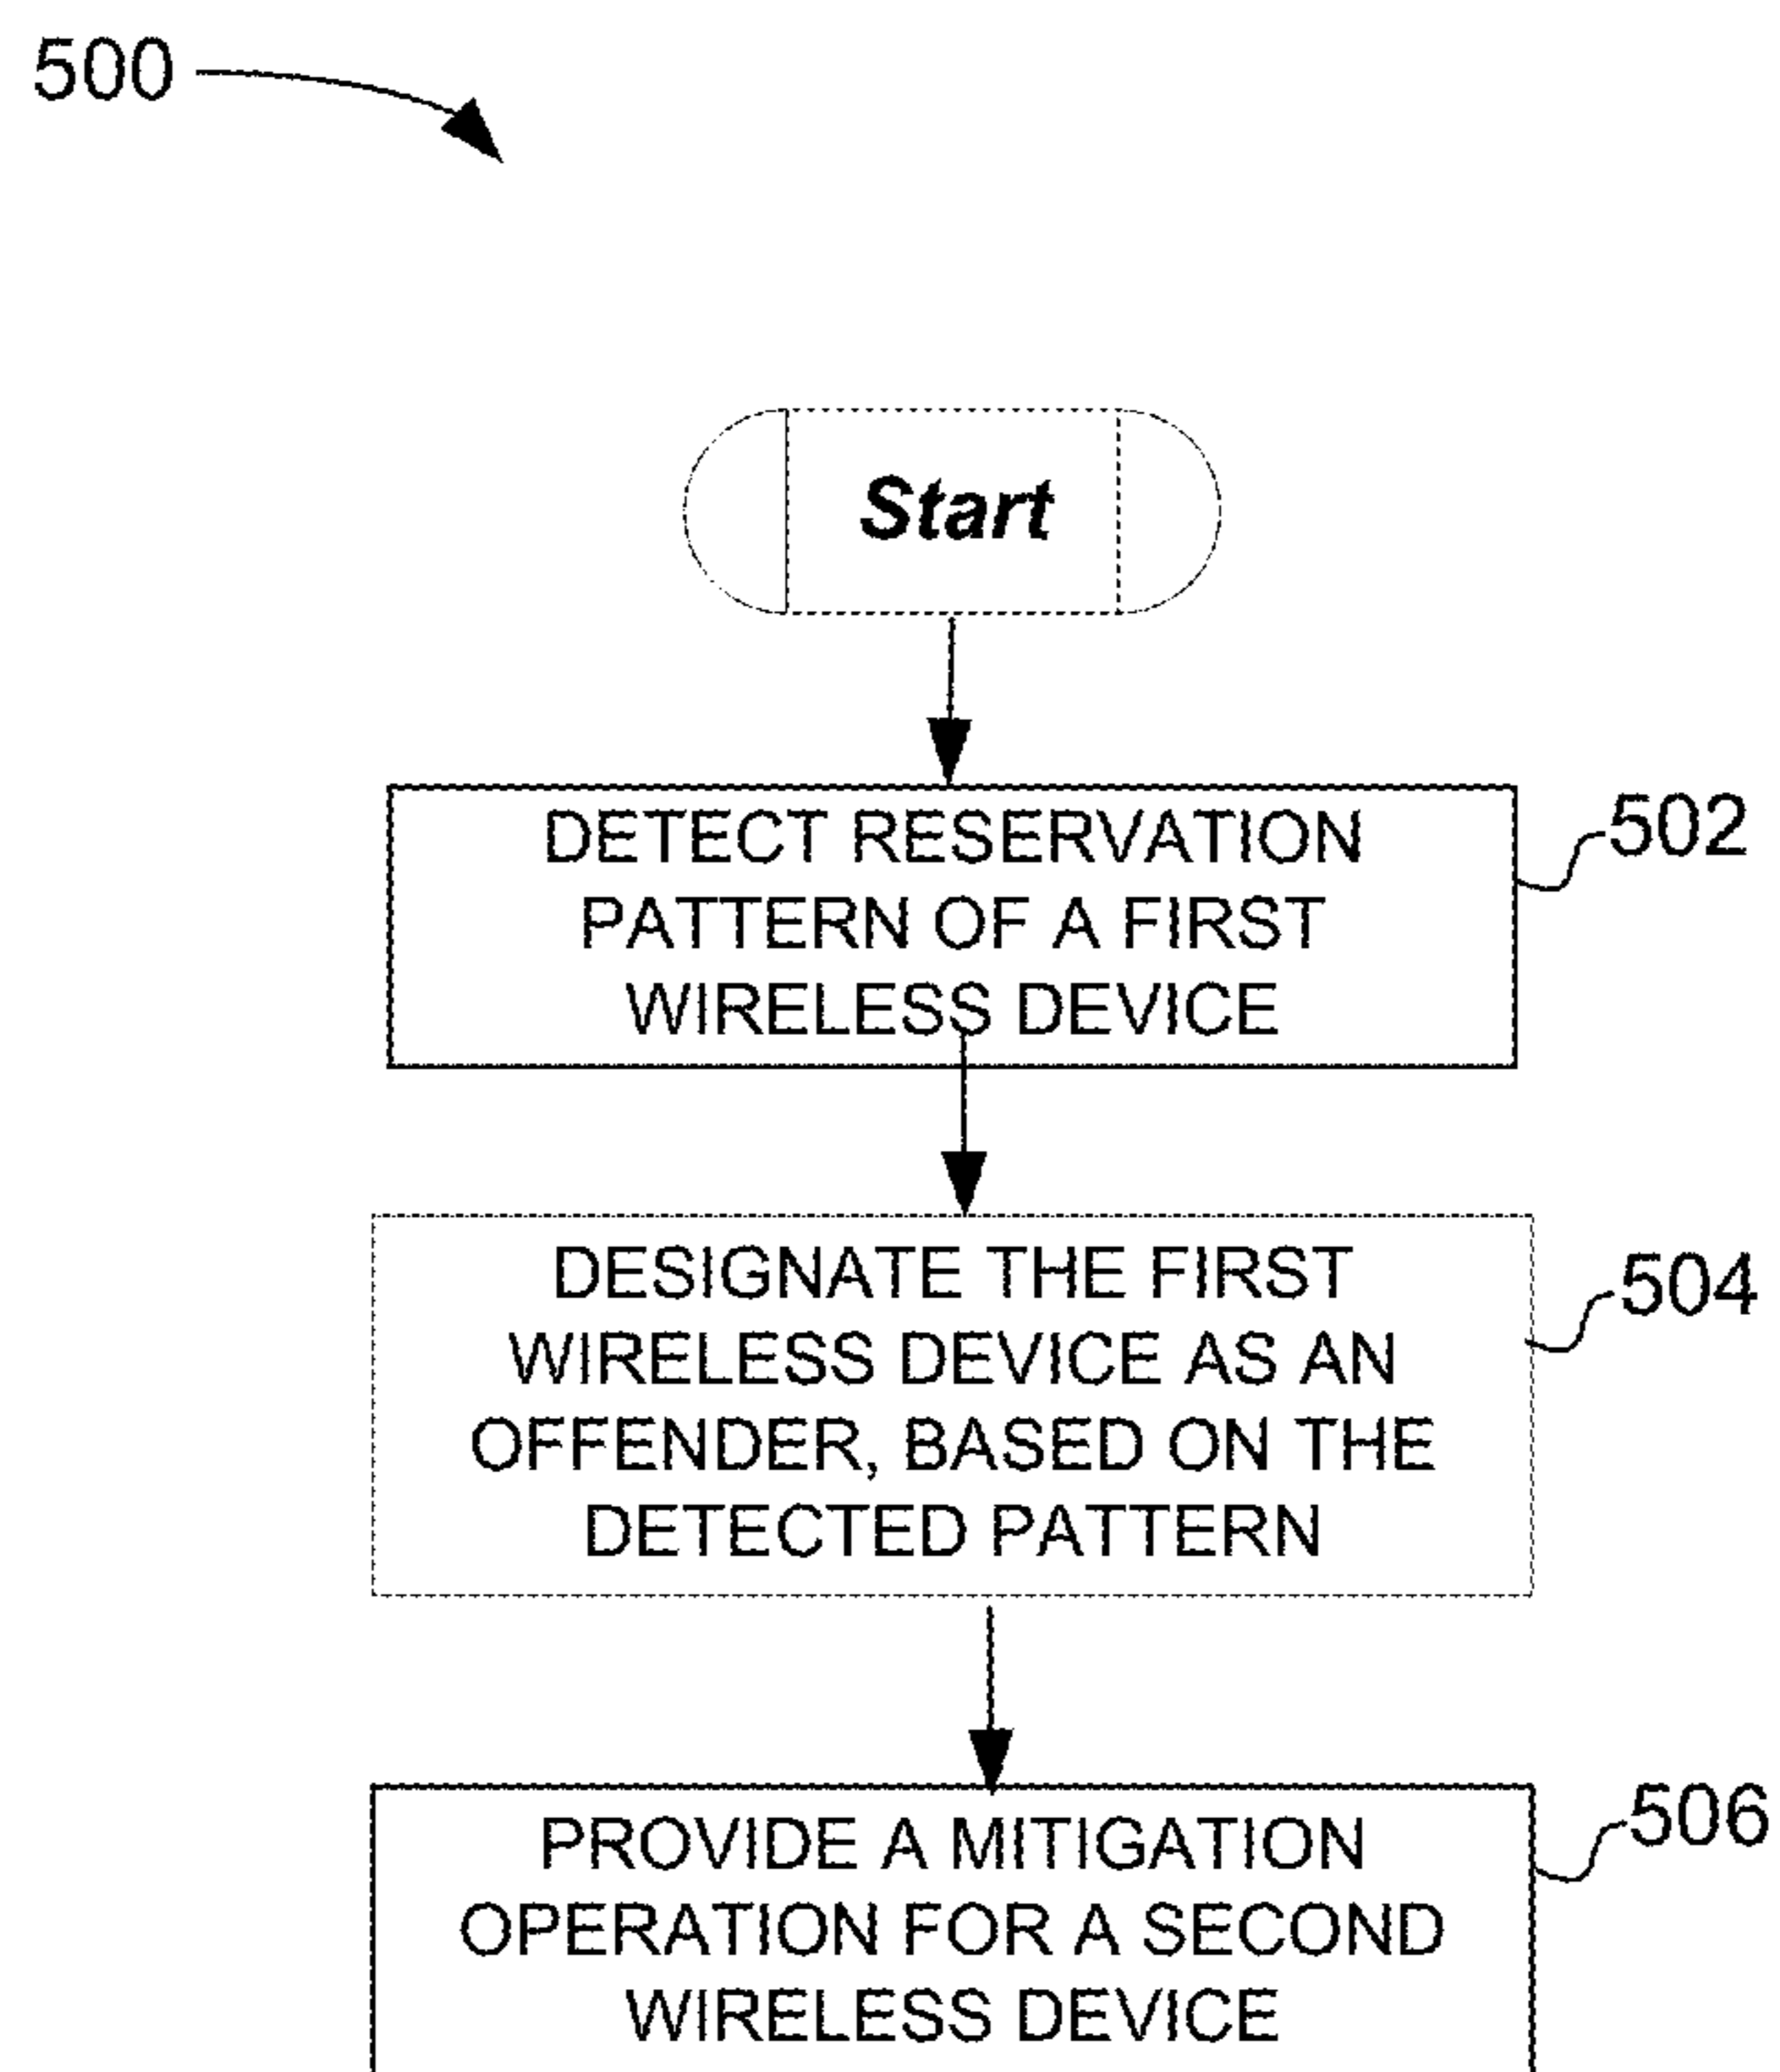 500
Start
DETECT RESERVATION
PATTERN OF A FIRST
WIRELESS DEVICE
502
DESIGNATE THE FIRST
WIRELESS DEVICE AS AN
OFFENDER, BASED ON THE
DETECTED PATTERN
504
PROVIDE A MITIGATION
OPERATION FOR A SECOND
WIRELESS DEVICE
506